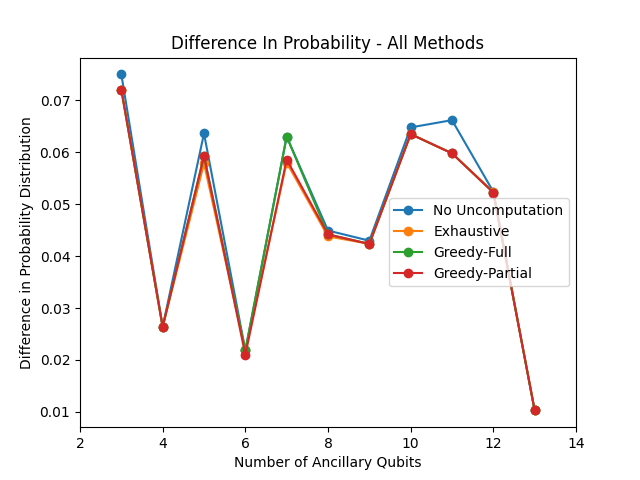 Difference In Probability - All Methods
Difference in Probability Distribution
0.07
0.06
0.05
0.04
0.03
0.02
0.01
No Uncomputation
Exhaustive
Greedy-Full
Greedy-Partial
2 4 6 8 10 12 14
Number of Ancillary Qubits